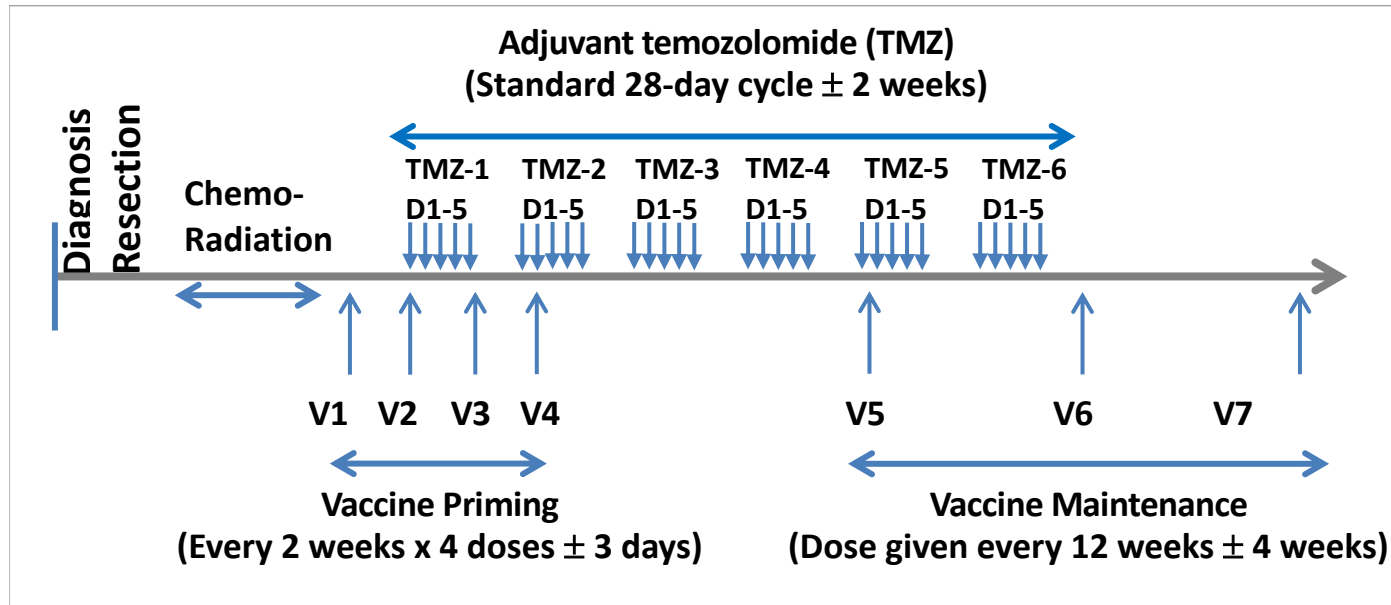 Adjuvant temozolomide (TMZ)
(Standard 28-day cycle ± 2 weeks)
Diagnosis
Resection
Chemo-
Radiation
TMZ-1 TMZ-2 TMZ-3 TMZ-4 TMZ-5 TMZ-6
D1-5 D1-5 D1-5 D1-5 D1-5 D1-5
V1 V2 V3 V4 V5 V6 V7
Vaccine Priming
(Every 2 weeks x 4 doses ± 3 days)
Vaccine Maintenance
(Dose given every 12 weeks ± 4 weeks)